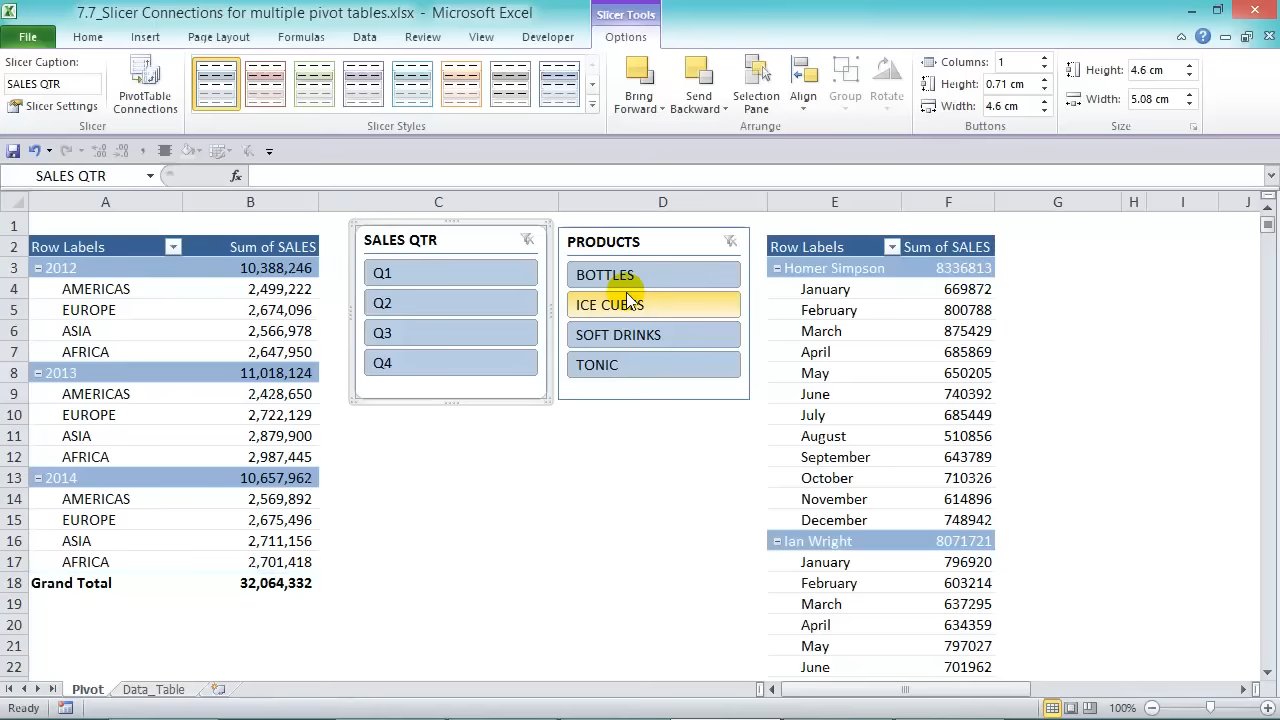 7.7_Slicer Connections for multiple pivot tables.xlsx - Microsoft Excel
Slicer Tools
File Home Insert Page Layout Formulas Data Review View Developer Options
Slicer Caption:
SALES QTR
Slicer Settings
Slicer
PivotTable
Connections
Slicer Styles
Bring
Forward
Send
Backward
Selection
Pane
Align
Group
Rotate
Arrange
Columns: 1
Height: 0.71 cm
Width: 4.6 cm
Buttons
Height: 4.6 cm
Width: 5.08 cm
Size
SALES QTR fx
A B C D E F G H I J
1
2 Row Labels Sum of SALES
3 2012 10,388,246
4 AMERICAS 2,499,222
5 EUROPE 2,674,096
6 ASIA 2,566,978
7 AFRICA 2,647,950
8 2013 11,018,124
9 AMERICAS 2,428,650
10 EUROPE 2,722,129
11 ASIA 2,879,900
12 AFRICA 2,987,445
13 2014 10,657,962
14 AMERICAS 2,569,892
15 EUROPE 2,675,496
16 ASIA 2,711,156
17 AFRICA 2,701,418
18 Grand Total 32,064,332
19
20
21
22
SALES QTR
Q1
Q2
Q3
Q4
PRODUCTS
BOTTLES
ICE CUBES
SOFT DRINKS
TONIC
Row Labels Sum of SALES
Homer Simpson 8336813
January 669872
February 800788
March 875429
April 685869
May 650205
June 740392
July 685449
August 510856
September 643789
October 710326
November 614896
December 748942
Ian Wright 8071721
January 796920
February 603214
March 637295
April 634359
May 797027
June 701962
Pivot Data_Table
Ready 100%